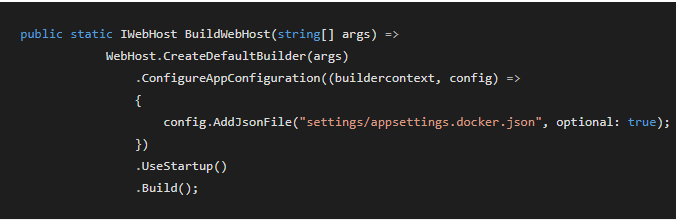 public static IWebHost BuildWebHost(string[] args) =>
WebHost.CreateDefaultBuilder(args)
.ConfigureAppConfiguration((buildercontext, config) =>
{
config.AddJsonFile("settings/appsettings.docker.json", optional: true);
})
.UseStartup()
.Build();